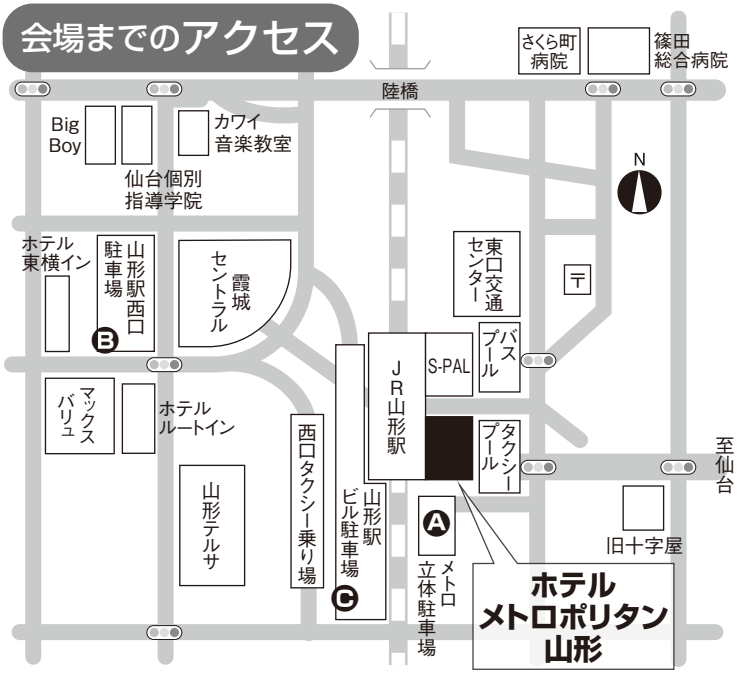 会場までのアクセス
さくら町
病院
篠田
総合病院
陸橋
Big
Boy
カワイ
音楽教室
仙台個別
指導学院
N
ホテル
東横イン
山形駅西口
駐車場
B
霞城
セントラル
東口交通
センター
〒
JR山形駅
S-PAL
バス
プール
マックス
バリュ
ホテル
ルートイン
西口タクシー乗り場
山形駅
ビル駐車場
C
タクシー
プール
至仙台
山形テルサ
A
メトロ
立体駐車場
旧十字屋
ホテル
メトロポリタン
山形